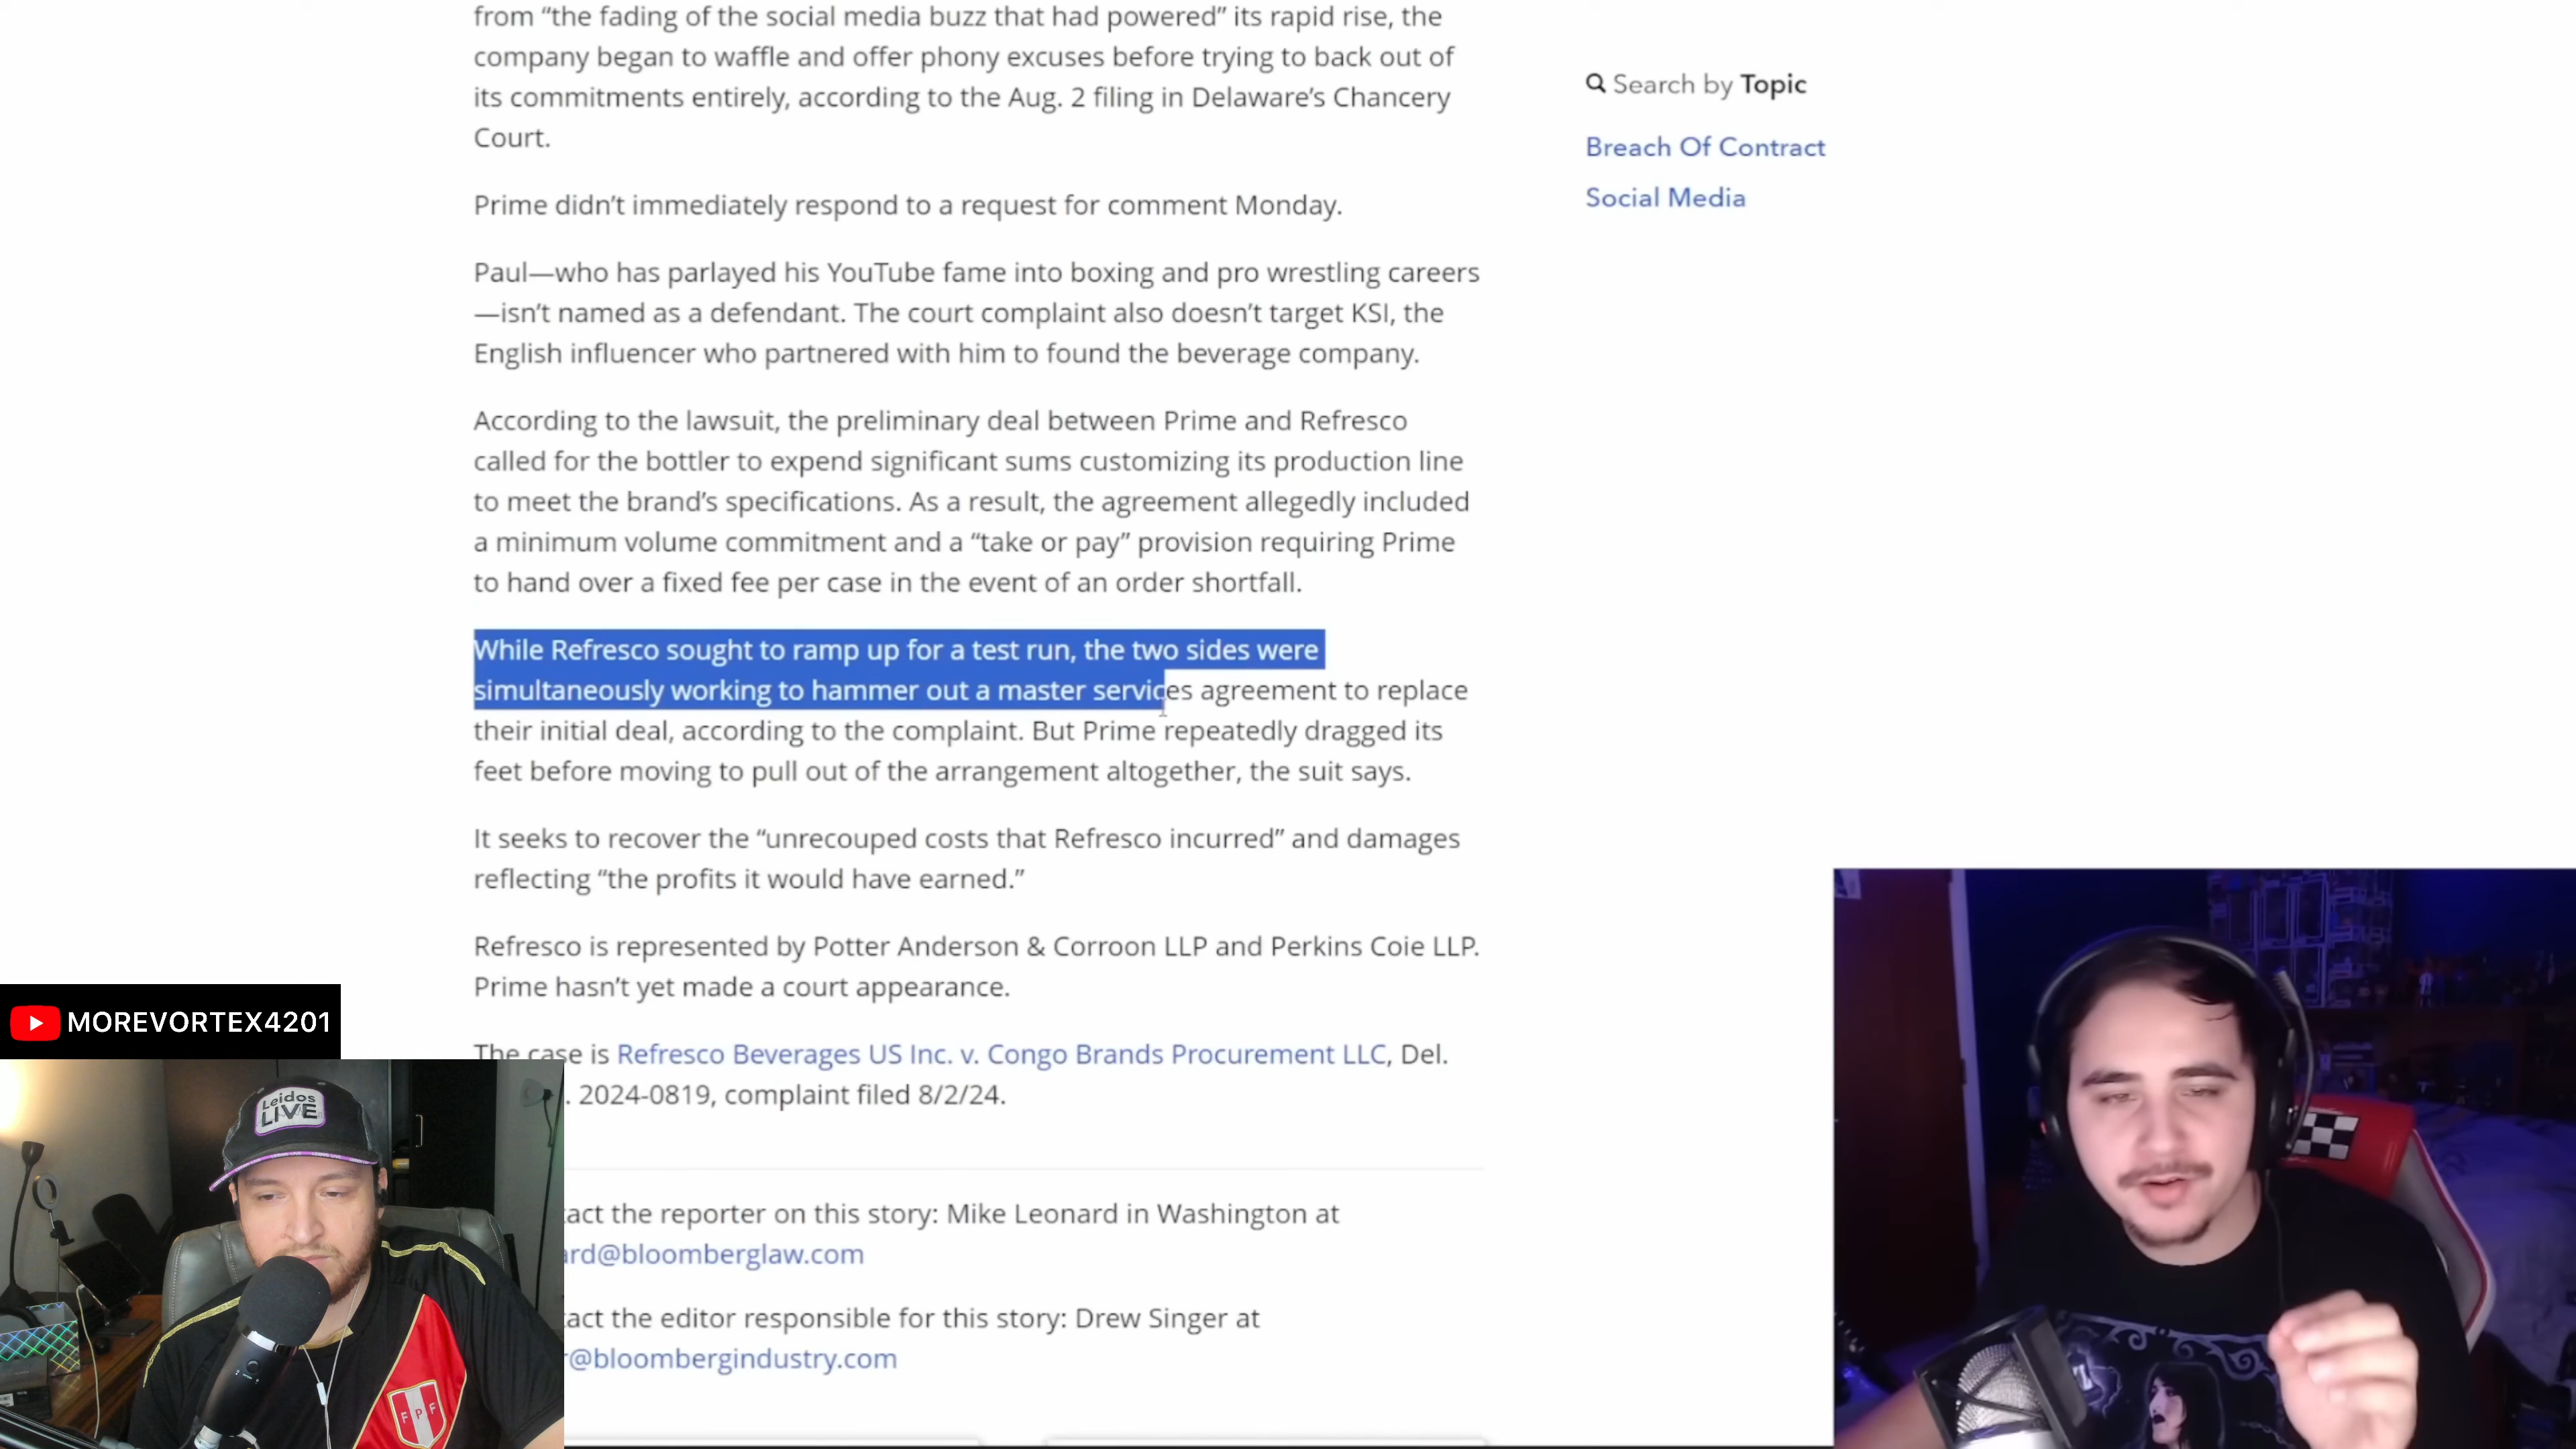 from “the fading of the social media buzz that had powered” its rapid rise, the
company began to waffle and offer phony excuses before trying to back out of
its commitments entirely, according to the Aug. 2 filing in Delaware’s Chancery
Court.
Prime didn’t immediately respond to a request for comment Monday.
Paul—who has parlayed his YouTube fame into boxing and pro wrestling careers
—isn’t named as a defendant. The court complaint also doesn’t target KSI, the
English influencer who partnered with him to found the beverage company.
According to the lawsuit, the preliminary deal between Prime and Refresco
called for the bottler to expend significant sums customizing its production line
to meet the brand’s specifications. As a result, the agreement allegedly included
a minimum volume commitment and a “take or pay” provision requiring Prime
to hand over a fixed fee per case in the event of an order shortfall.
While Refresco sought to ramp up for a test run, the two sides were
simultaneously working to hammer out a master services agreement to replace
their initial deal, according to the complaint. But Prime repeatedly dragged its
feet before moving to pull out of the arrangement altogether, the suit says.
It seeks to recover the “unrecouped costs that Refresco incurred” and damages
reflecting “the profits it would have earned.”
Refresco is represented by Potter Anderson & Corroon LLP and Perkins Coie LLP.
Prime hasn’t yet made a court appearance.
The case is Refresco Beverages US Inc. v. Congo Brands Procurement LLC, Del.
. 2024-0819, complaint filed 8/2/24.
tact the reporter on this story: Mike Leonard in Washington at
ard@bloomberglaw.com
tact the editor responsible for this story: Drew Singer at
r@bloombergindustry.com
Search by Topic
Breach Of Contract
Social Media
MOREVORTEX4201
Leidos
LIVE
FPF